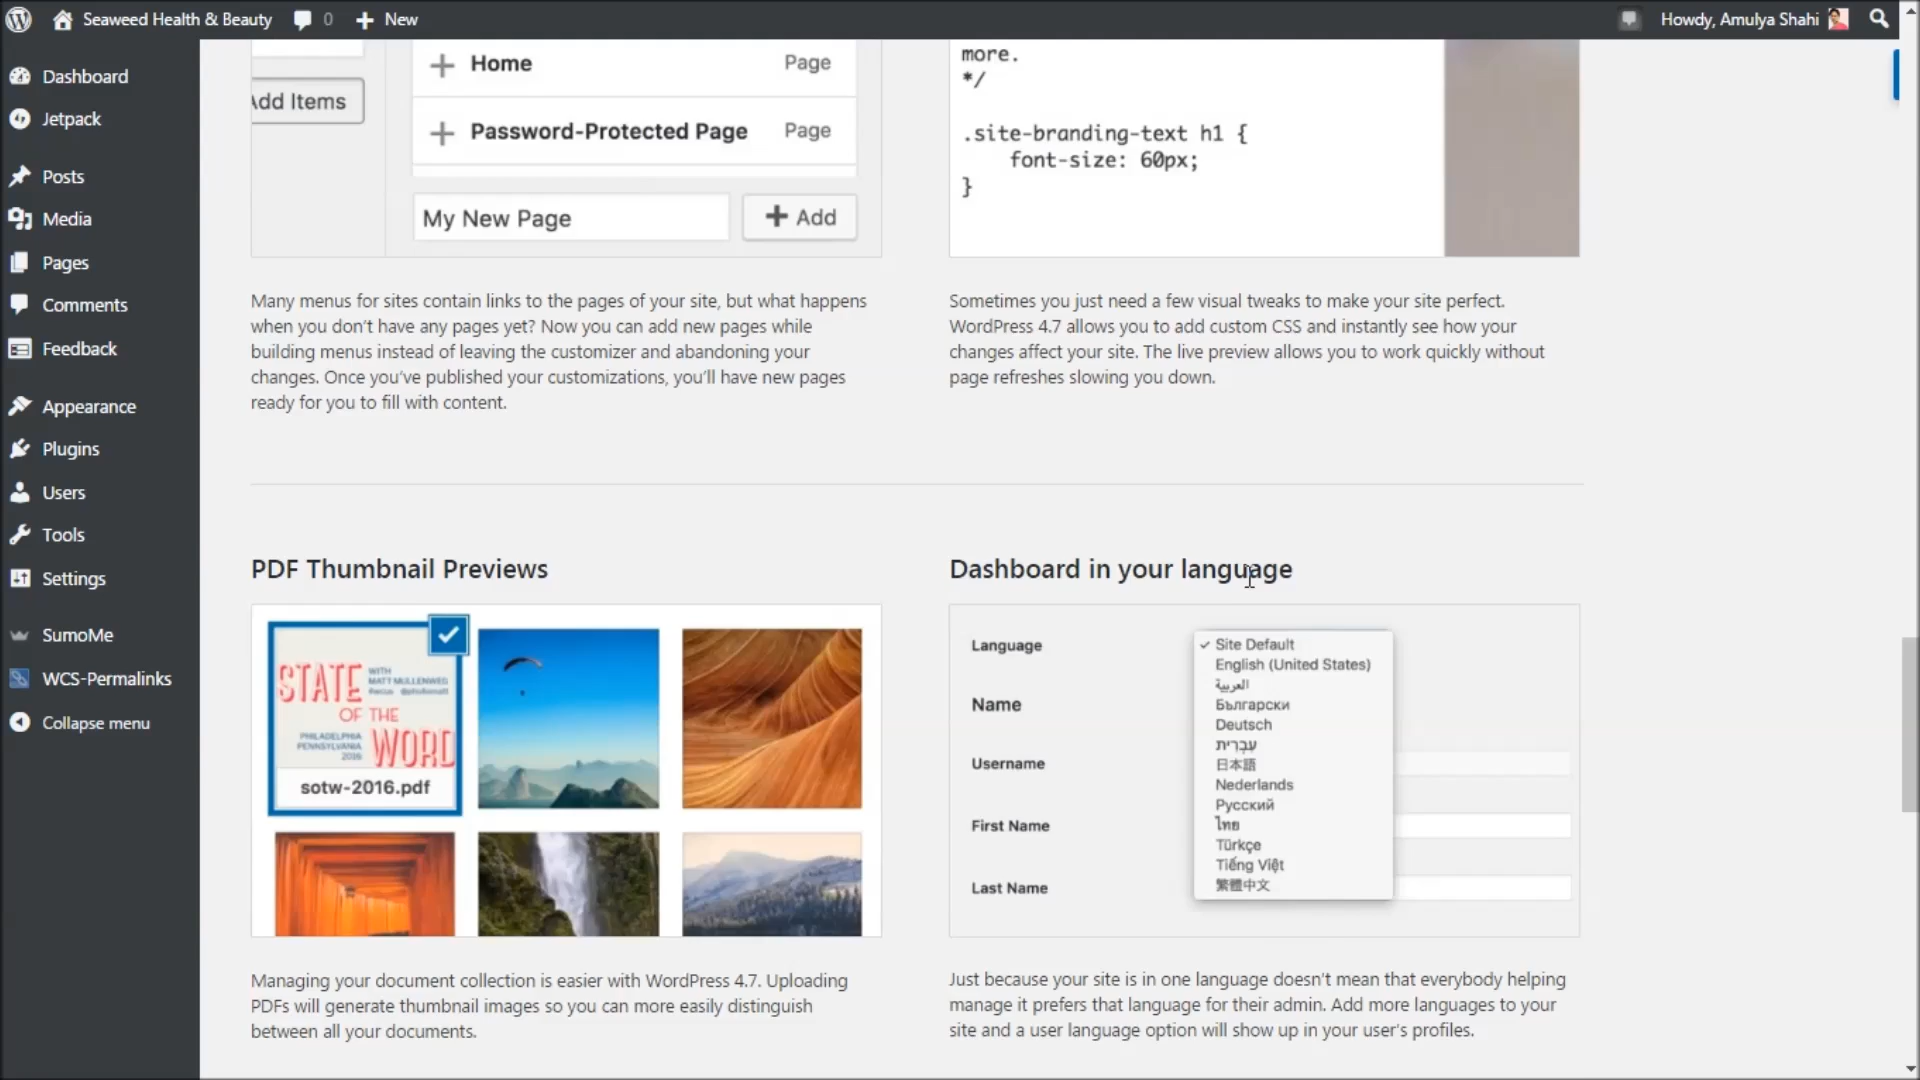 Seaweed Health & Beauty
0
New
Howdy, Amulya Shahi
Dashboard
Jetpack
Posts
Media
Pages
Comments
Feedback
Appearance
Plugins
Users
Tools
Settings
SumoMe
WCS-Permalinks
Collapse menu
Home Page
Add Items
Password-Protected Page Page
My New Page
Add
more.
*/
.site-branding-text h1 {
font-size: 60px;
}
Many menus for sites contain links to the pages of your site, but what happens
when you don't have any pages yet? Now you can add new pages while
building menus instead of leaving the customizer and abandoning your
changes. Once you've published your customizations, you'll have new pages
ready for you to fill with content.
Sometimes you just need a few visual tweaks to make your site perfect.
WordPress 4.7 allows you to add custom CSS and instantly see how your
changes affect your site. The live preview allows you to work quickly without
page refreshes slowing you down.
PDF Thumbnail Previews
STATE
WITH
MATT MULLENWEG
OF THE
PHILADELPHIA
PENNSYLVANIA
2016
WORD
sotw-2016.pdf
Managing your document collection is easier with WordPress 4.7. Uploading
PDFs will generate thumbnail images so you can more easily distinguish
between all your documents.
Dashboard in your language
Language
Name
Username
First Name
Last Name
✓ Site Default
English (United States)
العربية
Български
Deutsch
עִבְרִית
日本語
Nederlands
Русский
ไทย
Türkçe
Tiếng Việt
繁體中文
Just because your site is in one language doesn't mean that everybody helping
manage it prefers that language for their admin. Add more languages to your
site and a user language option will show up in your user's profiles.